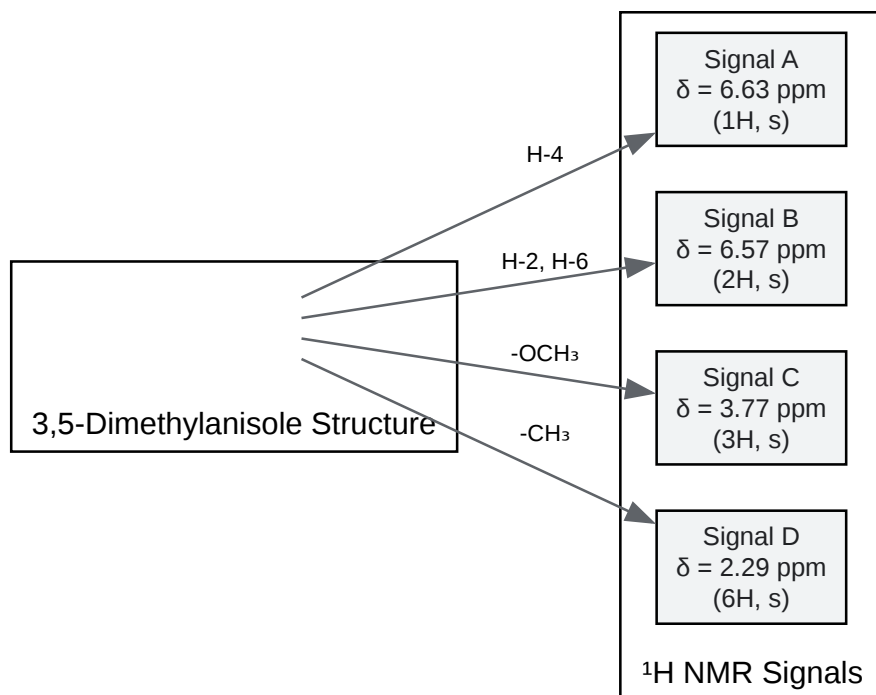 Signal A
δ = 6.63 ppm
(1H, s)
H-4
Signal B
δ = 6.57 ppm
(2H, s)
H-2, H-6
-OCH₃
Signal C
δ = 3.77 ppm
(3H, s)
3,5-Dimethylanisole Structure
-CH₃
Signal D
δ = 2.29 ppm
(6H, s)
¹H NMR Signals